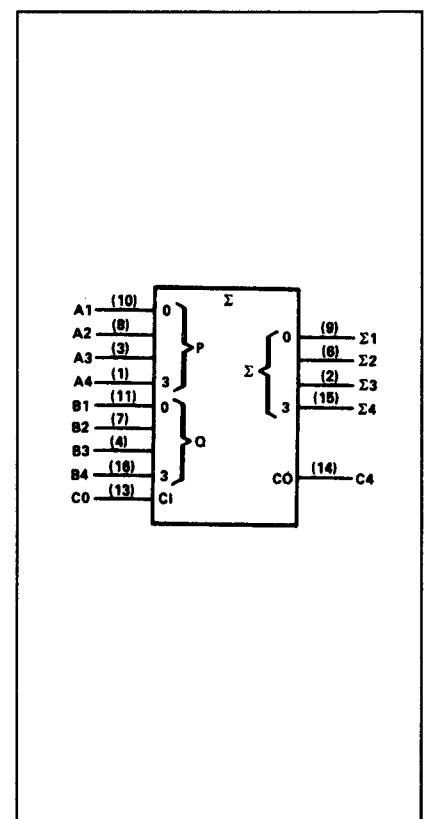 Σ
A1 (10) 0
A2 (8)
A3 (3) P
A4 (1) 3
B1 (11) 0
B2 (7)
B3 (4) Q
B4 (16) 3
C0 (13) CI
0 (9) Σ1
(6) Σ2
Σ (2) Σ3
3 (15) Σ4
CO (14) C4